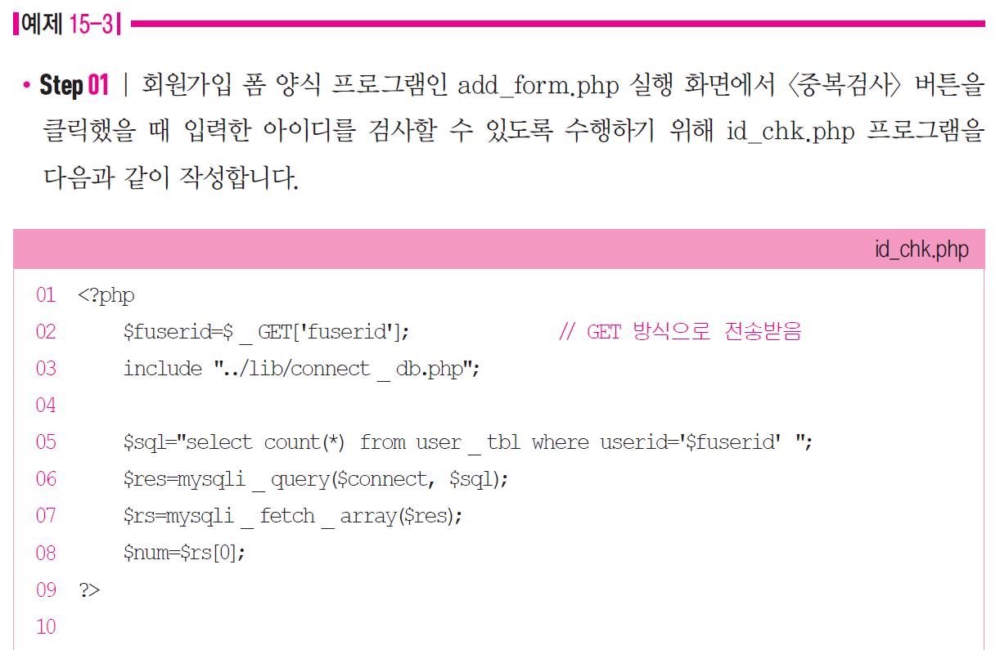 예제 15-3
• Step 01 | 회원가입 폼 양식 프로그램인 add_form.php 실행 화면에서 〈중복검사〉 버튼을
클릭했을 때 입력한 아이디를 검사할 수 있도록 수행하기 위해 id_chk.php 프로그램을
다음과 같이 작성합니다.
id_chk.php
01 <?php
02 $fuserid=$_GET['fuserid']; // GET 방식으로 전송받음
03 include "../lib/connect_db.php";
04
05 $sql="select count(*) from user_tbl where userid='$fuserid' ";
06 $res=mysqli_query($connect, $sql);
07 $rs=mysqli_fetch_array($res);
08 $num=$rs[0];
09 ?>
10